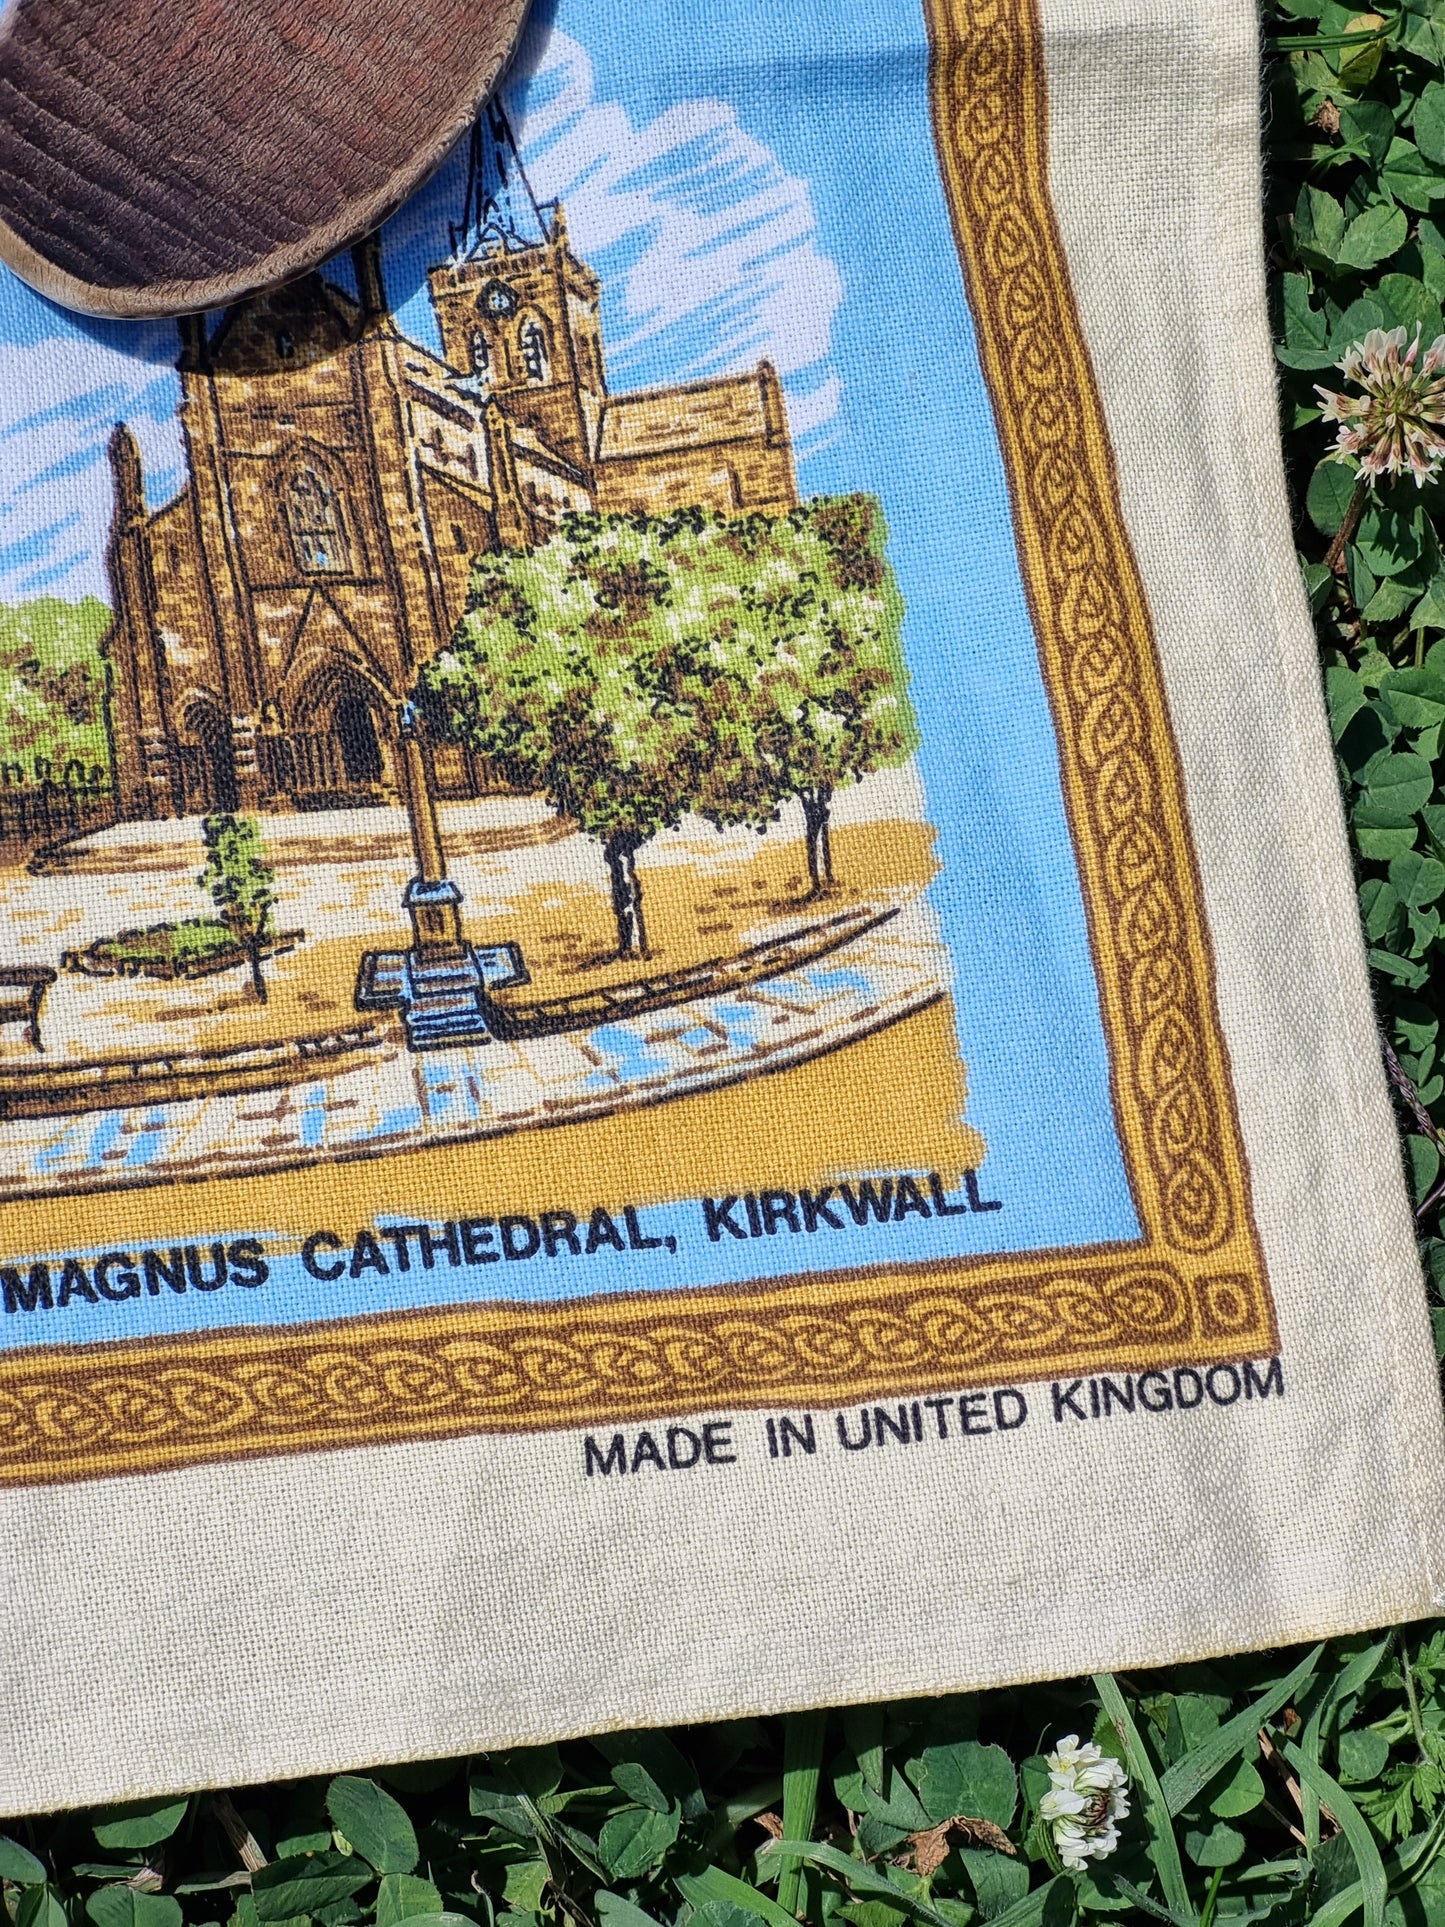 MAGNUS CATHEDRAL, KIRKWALL
MADE IN UNITED KINGDOM